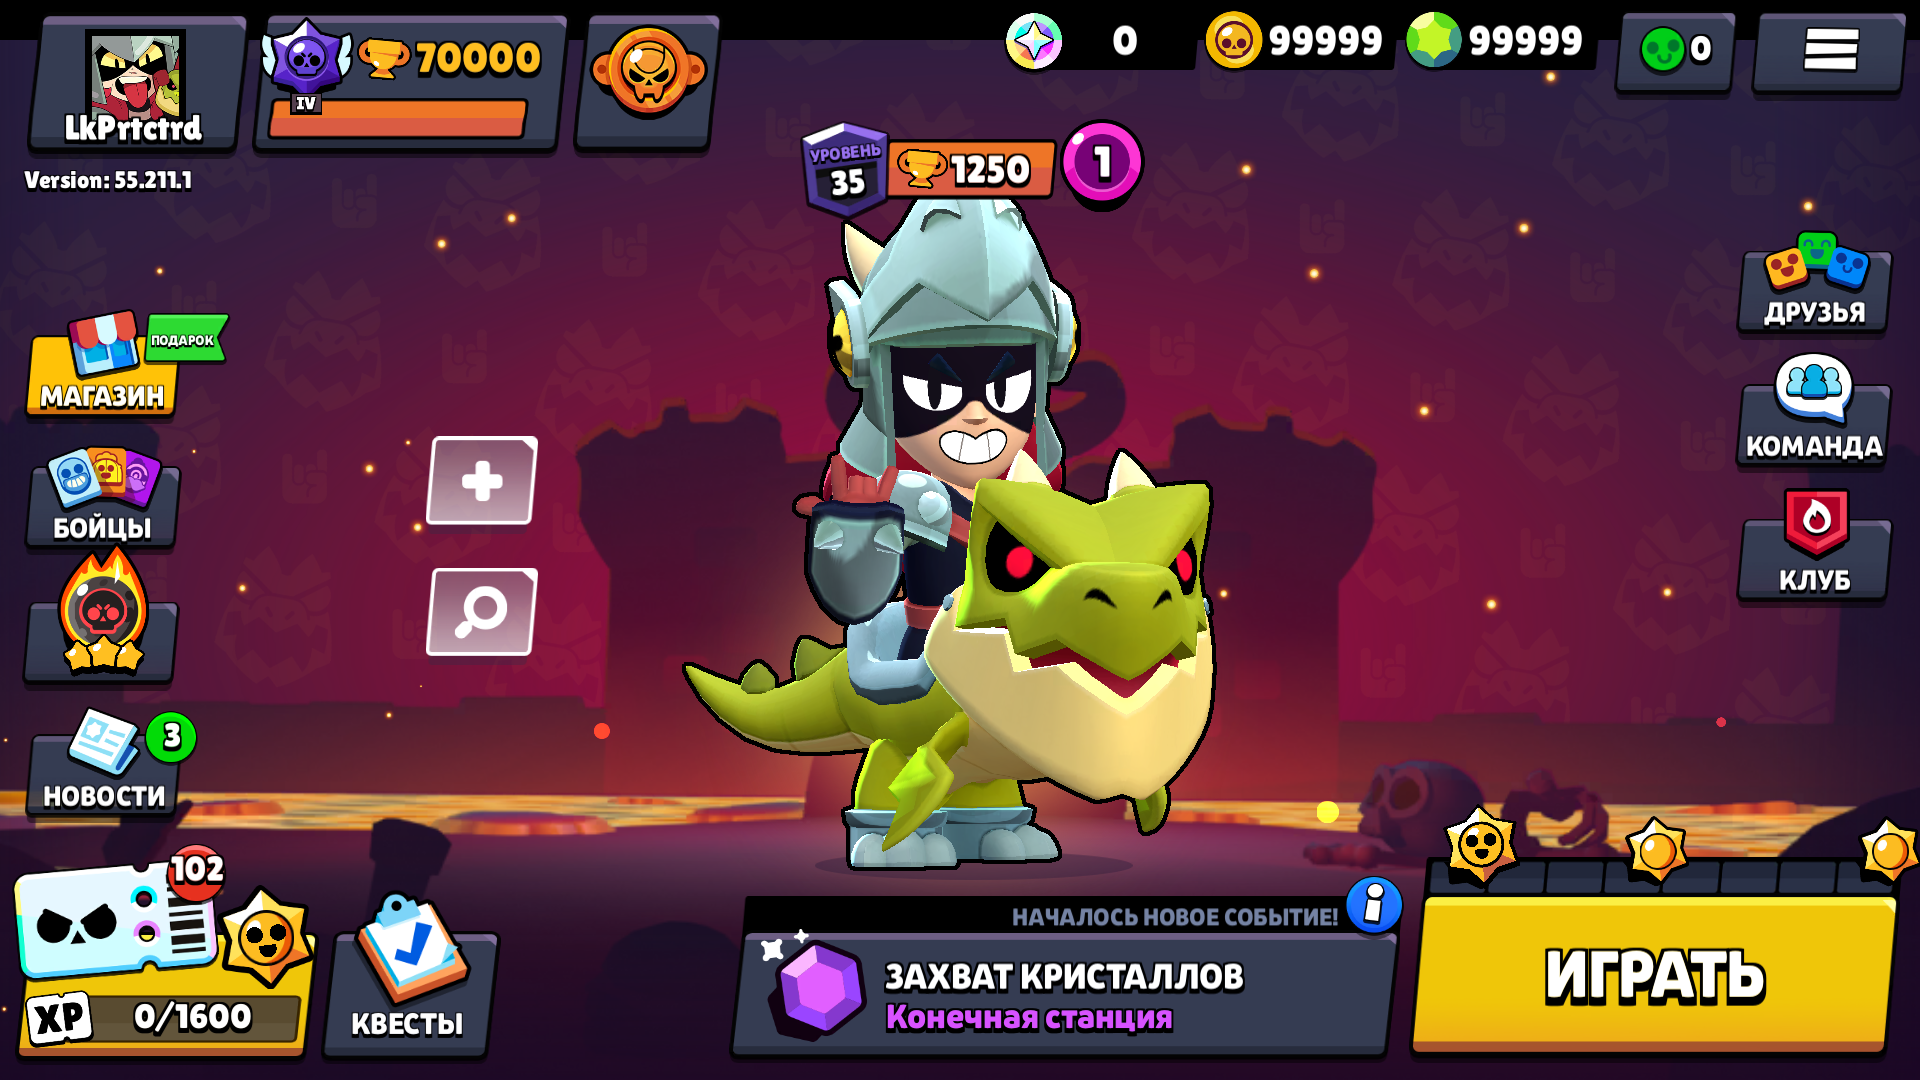 LkPrtctrd
IV
70000
0
99999
99999
0
Version: 55.211.1
УРОВЕНЬ
35
1250
1
МАГАЗИН
ПОДАРОК
БОЙЦЫ
НОВОСТИ
3
ДРУЗЬЯ
КОМАНДА
КЛУБ
102
XP
0/1600
КВЕСТЫ
НАЧАЛОСЬ НОВОЕ СОБЫТИЕ!
i
ЗАХВАТ КРИСТАЛЛОВ
Конечная станция
ИГРАТЬ